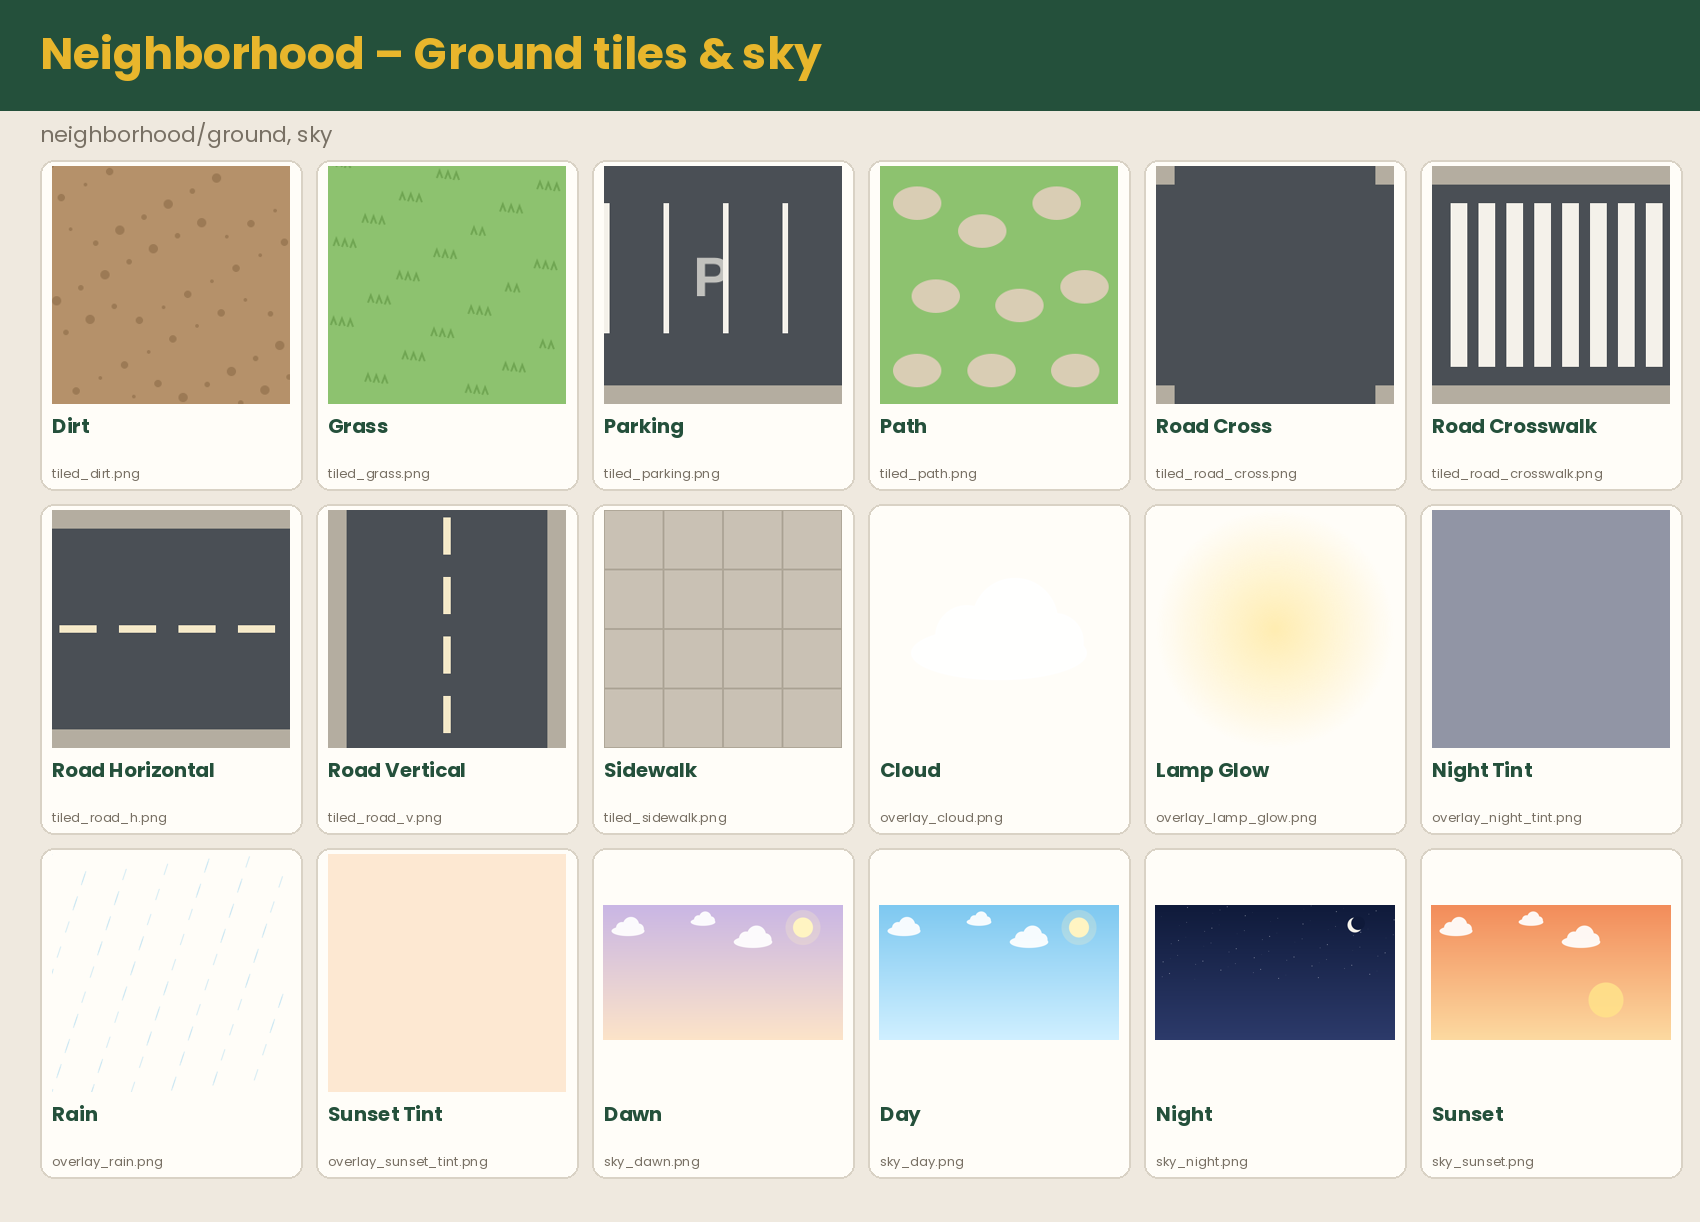 Neighborhood – Ground tiles & sky
neighborhood/ground, sky
P
Dirt
Grass
Parking
Path
Road Cross
Road Crosswalk
tiled_dirt.png
tiled_grass.png
tiled_parking.png
tiled_path.png
tiled_road_cross.png
tiled_road_crosswalk.png
Road Horizontal
Road Vertical
Sidewalk
Cloud
Lamp Glow
Night Tint
tiled_road_h.png
tiled_road_v.png
tiled_sidewalk.png
overlay_cloud.png
overlay_lamp_glow.png
overlay_night_tint.png
Rain
Sunset Tint
Dawn
Day
Night
Sunset
overlay_rain.png
overlay_sunset_tint.png
sky_dawn.png
sky_day.png
sky_night.png
sky_sunset.png